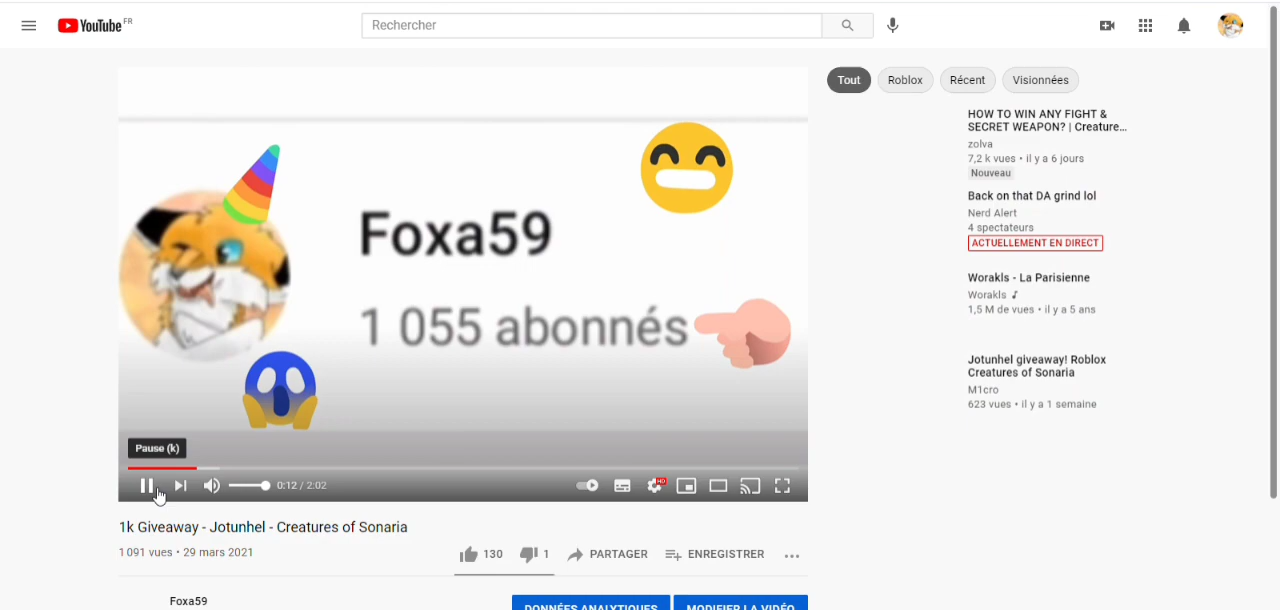 YouTube FR
Rechercher
Foxa59
1 055 abonnés
Pause (k)
0:12 / 2:02
HD
1k Giveaway - Jotunhel - Creatures of Sonaria
1 091 vues • 29 mars 2021
130
1
PARTAGER
ENREGISTRER
Foxa59
DONNÉES ANALYTIQUES
MODIFIER LA VIDÉO
Tout
Roblox
Récent
Visionnées
HOW TO WIN ANY FIGHT &
SECRET WEAPON? | Creature...
zolva
7,2 k vues • il y a 6 jours
Nouveau
Back on that DA grind lol
Nerd Alert
4 spectateurs
ACTUELLEMENT EN DIRECT
Worakls - La Parisienne
Worakls
1,5 M de vues • il y a 5 ans
Jotunhel giveaway! Roblox
Creatures of Sonaria
M1cro
623 vues • il y a 1 semaine